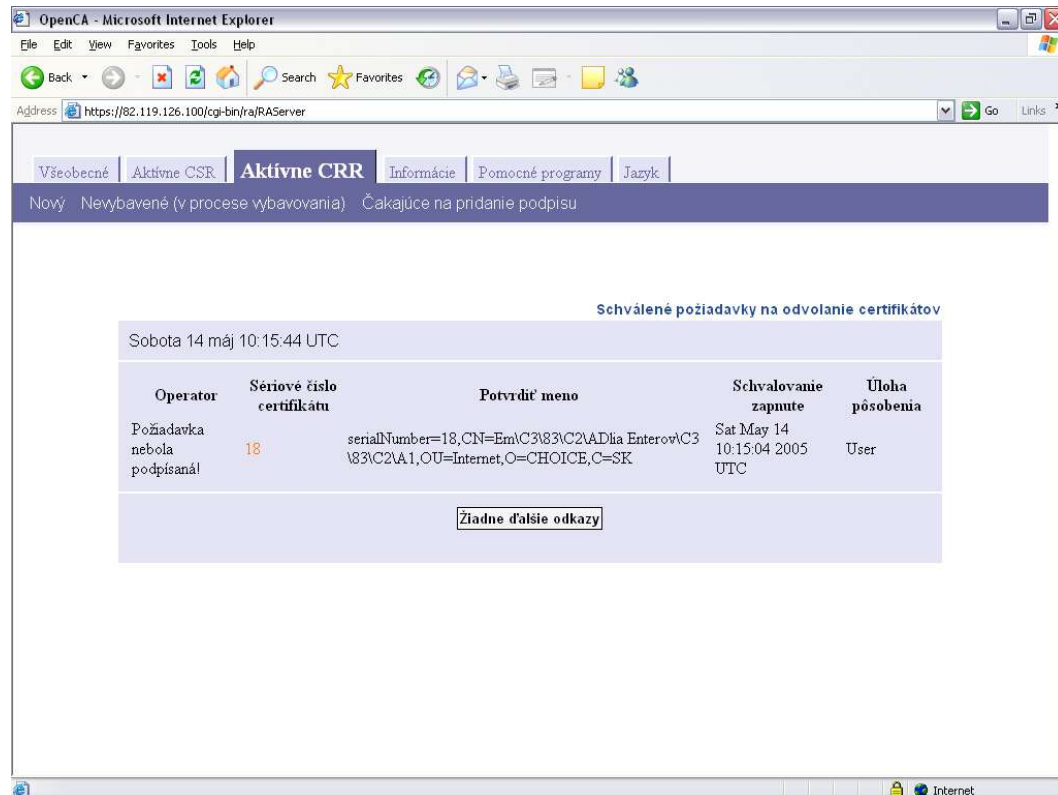 OpenCA - Microsoft Internet Explorer
File Edit View Favorites Tools Help
Back Search Favorites
Address https://82.119.126.100/cgi-bin/ra/RAServer Go Links
Všeobecné Aktívne CSR Aktívne CRR Informácie Pomocné programy Jazyk
Nový Nevybavené (v procese vybavovania) Čakajúce na pridanie podpisu
Schválené požiadavky na odvolanie certifikátov
Sobota 14 máj 10:15:44 UTC
Operator
Sériové číslo
certifikátu
Potvrdiť meno
Schvalovanie
zapnute
Úloha
pôsobenia
Požiadavka
nebola
podpísaná!
18
serialNumber=18,CN=Em\C3\83\C2\ADlia Enterov\C3
\83\C2\A1,OU=Internet,O=CHOICE,C=SK
Sat May 14
10:15:04 2005
UTC
User
Žiadne ďalšie odkazy
Internet